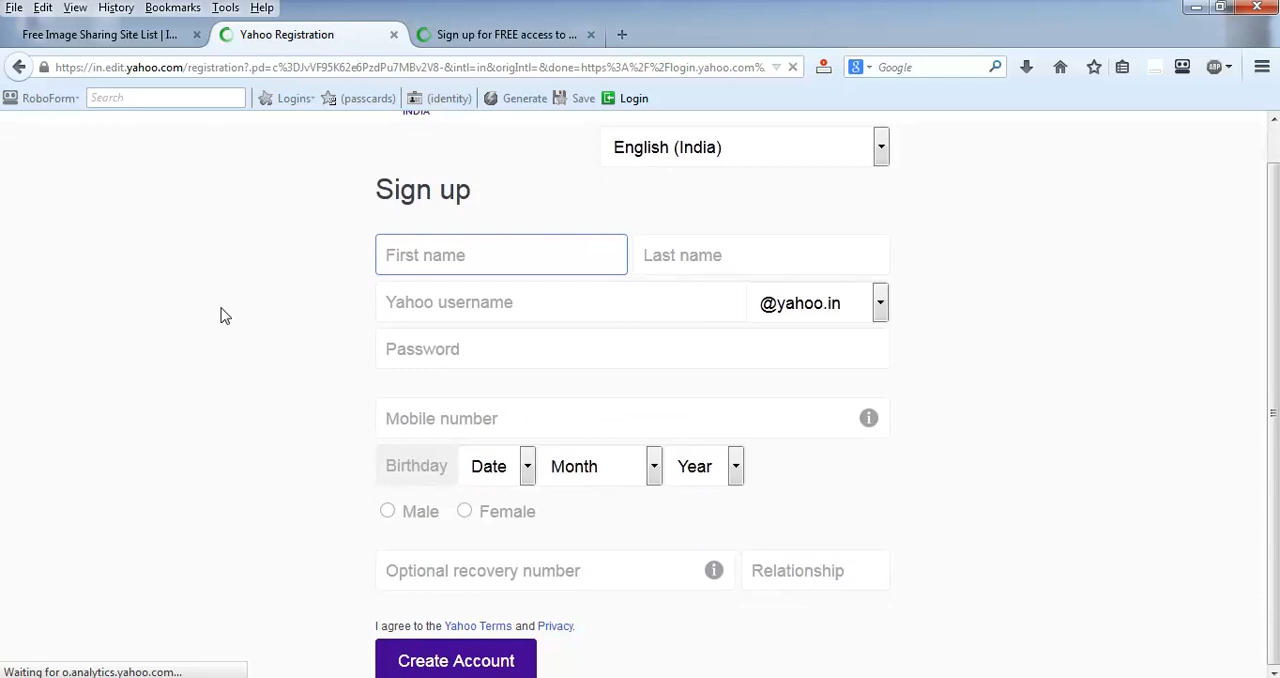 File Edit View History Bookmarks Tools Help
Free Image Sharing Site List | I... Yahoo Registration Sign up for FREE access to ...
https://in.edit.yahoo.com/registration?.pd=c%3DJvVF95K62e6PzdPu7MBv2V8-&intl=in&origIntl=&done=https%3A%2F%2Flogin.yahoo.com%. Google
RoboForm Search Logins (passcards) (identity) Generate Save Login
INDIA
English (India)
Sign up
First name Last name
Yahoo username @yahoo.in
Password
Mobile number
Birthday Date Month Year
Male Female
Optional recovery number Relationship
I agree to the Yahoo Terms and Privacy.
Create Account
Waiting for o.analytics.yahoo.com...